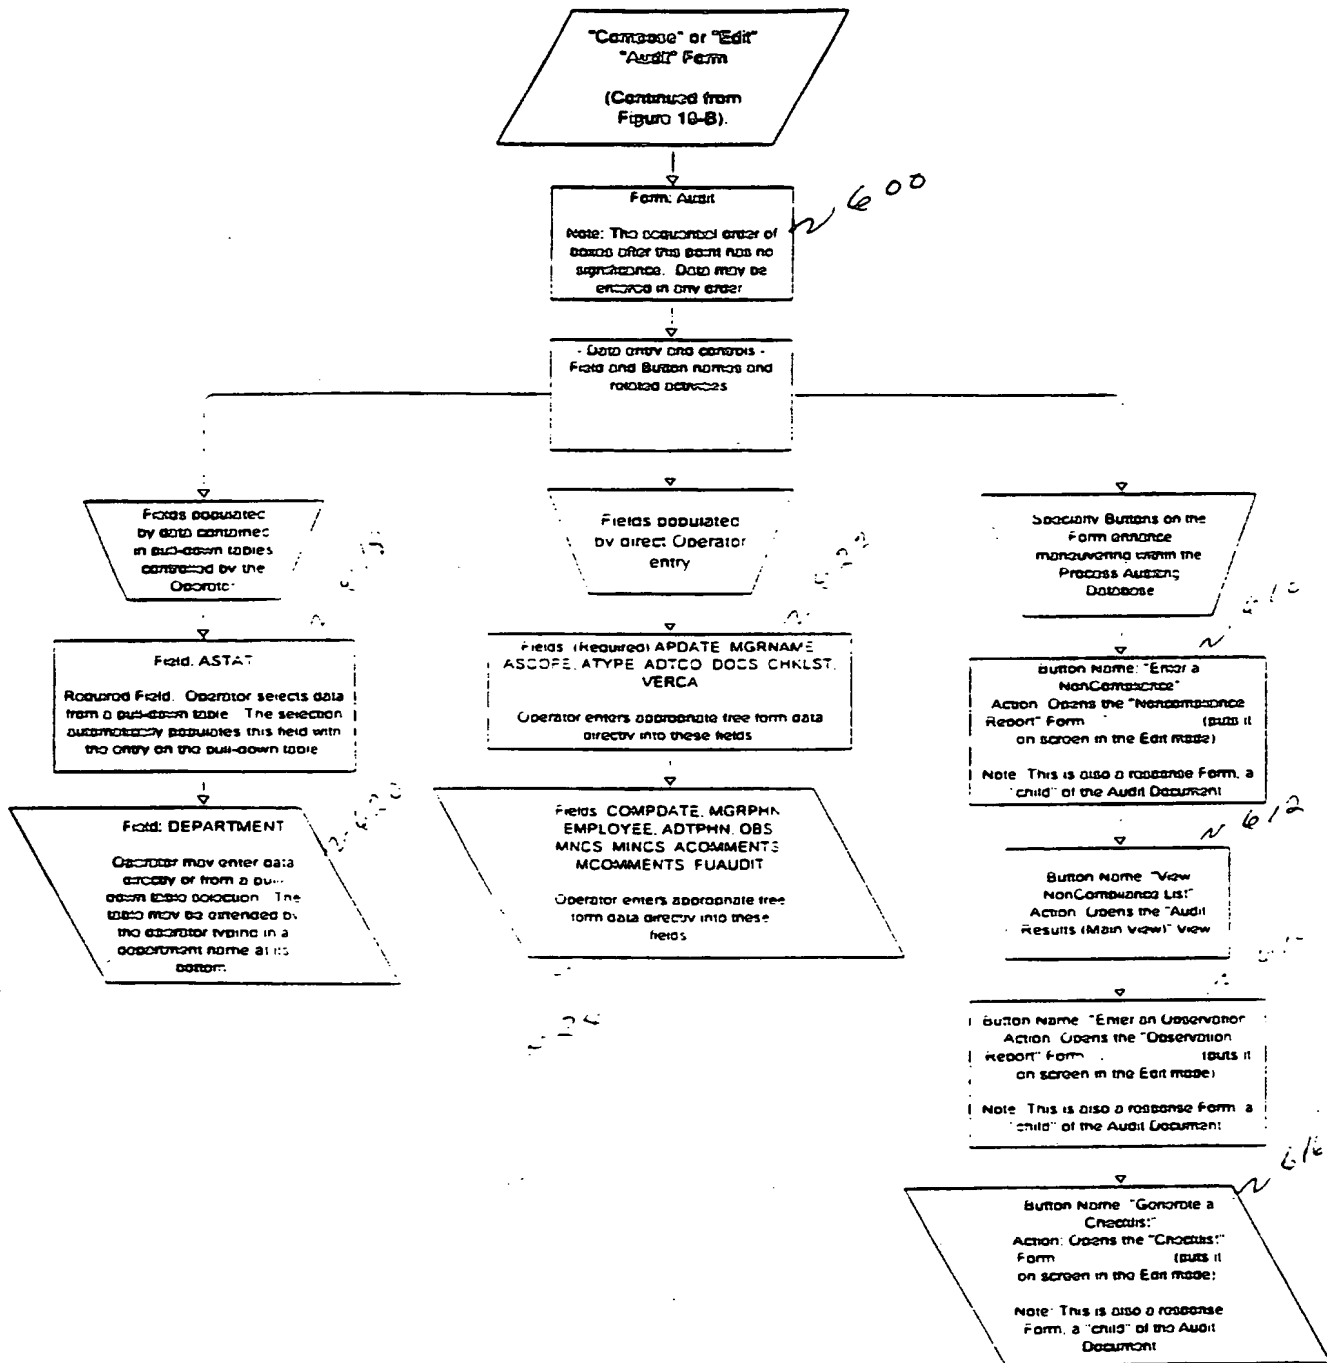 "Compose" or "Edit"
"Audit" Form
(Continued from
Figure 10-B).
Form: Audit
600
Note: The sequential order of
boxes after this point has no
significance. Data may be
entered in any order
- Data entry and controls -
Field and Button names and
related activities
Fields populated
by data contained
in pull-down tables
controlled by the
Operator
Field: ASTAT
Required Field. Operator selects data
from a pull-down table. The selection
automatically populates this field with
the entry on the pull-down table
620
Field: DEPARTMENT
Operator may enter data
directly or from a pull-
down table selection. The
table may be extended by
the operator typing in a
department name at its
bottom
Fields populated
by direct Operator
entry
622
Fields (Required) APDATE MGRNAME
ASCOPE, ATYPE ADTCO DOCS CHKLST,
VERCA
Operator enters appropriate free form data
directly into these fields
Fields COMPDATE, MGRPHN
EMPLOYEE, ADTPHN, OBS
MNCS MINCS ACOMMENTS
MCOMMENTS FUAUDIT
Operator enters appropriate free
form data directly into these
fields
24
Specialty Buttons on the
Form enhance
maneuvering within the
Process Auditing
Database
610
Button Name: "Enter a
NonCompliance"
Action Opens the "Noncompliance
Report" Form (puts it
on screen in the Edit mode)
Note This is also a response Form, a
"child" of the Audit Document
612
Button Name "View
NonCompliance List"
Action Opens the "Audit
Results (Main View)" View
Button Name "Enter an Observation
Action Opens the "Observation
Report" Form (puts it
on screen in the Edit mode)
Note This is also a response Form a
"child" of the Audit Document
616
Button Name "Generate a
Checklist"
Action: Opens the "Checklist"
Form (puts it
on screen in the Edit mode)
Note: This is also a response
Form, a "child" of the Audit
Document